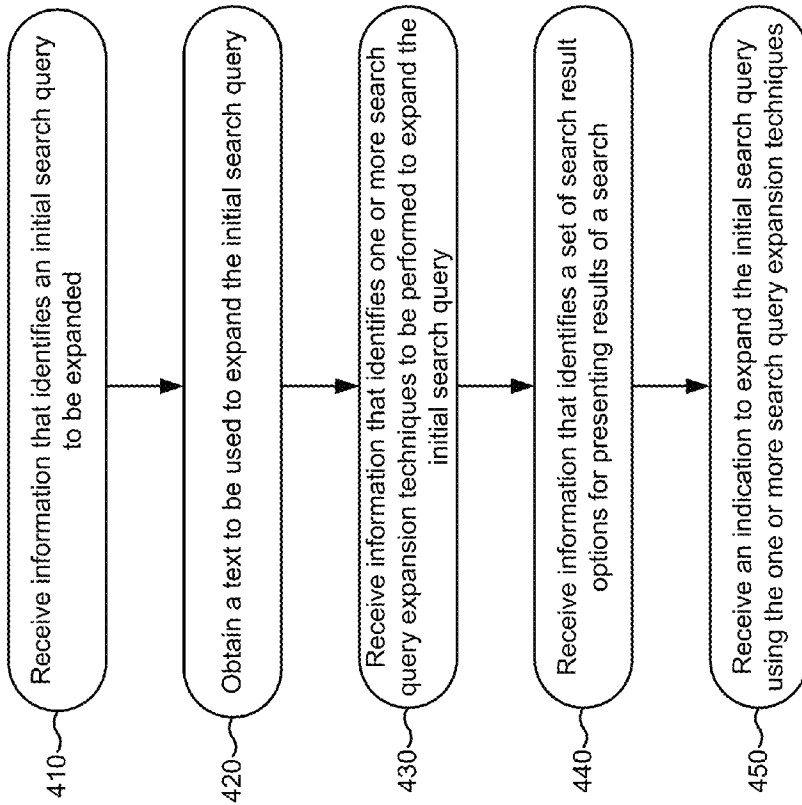 410
Receive information that identifies an initial search query
to be expanded
420
Obtain a text to be used to expand the initial search query
430
Receive information that identifies one or more search
query expansion techniques to be performed to expand the
initial search query
440
Receive information that identifies a set of search result
options for presenting results of a search
450
Receive an indication to expand the initial search query
using the one or more search query expansion techniques